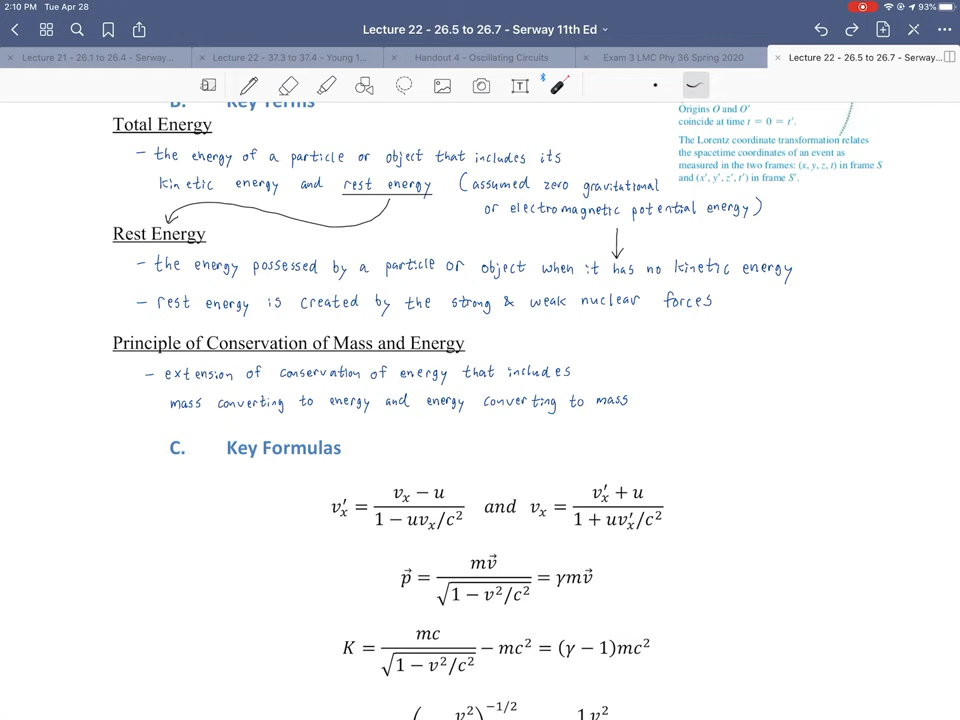 2:10 PM Tue Apr 28
93%
Lecture 22 - 26.5 to 26.7 - Serway 11th Ed
Lecture 21 - 26.1 to 26.4 - Serway...
Lecture 22 - 37.3 to 37.4 - Young 1...
Handout 4 - Oscillating Circuits
Exam 3 LMC Phy 36 Spring 2020
Lecture 22 - 26.5 to 26.7 - Serway...
B. Key Terms
Origins O and O′
coincide at time t = 0 = t′.
The Lorentz coordinate transformation relates
the spacetime coordinates of an event as
measured in the two frames: (x, y, z, t) in frame S
and (x′, y′, z′, t′) in frame S′.
Total Energy
- the energy of a particle or object that includes its
kinetic energy and rest energy (assumed zero gravitational
or electromagnetic potential energy)
Rest Energy
- the energy possessed by a particle or object when it has no kinetic energy
- rest energy is created by the strong & weak nuclear forces
Principle of Conservation of Mass and Energy
- extension of conservation of energy that includes
mass converting to energy and energy converting to mass
C. Key Formulas
v′ₓ = (vₓ − u) / (1 − uvₓ/c²) and vₓ = (v′ₓ + u) / (1 + uv′ₓ/c²)
p⃗ = mv⃗ / √(1 − v²/c²) = γmv⃗
K = mc / √(1 − v²/c²) − mc² = (γ − 1)mc²
( v² )^−1/2 1v²